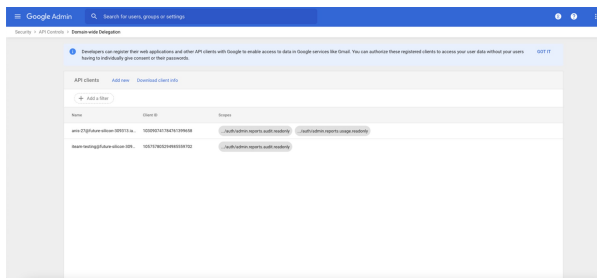 Google Admin
Search for users, groups or settings
Security > API Controls > Domain-wide Delegation
Developers can register their web applications and other API clients with Google to enable access to data in Google services like Gmail. You can authorize these registered clients to access your user data without your users
having to individually give consent or their passwords.
GOT IT
API clients Add new Download client info
+ Add a filter
Name Client ID Scopes
.../auth/admin.reports.audit.readonly .../auth/admin.reports.usage.readonly
.../auth/admin.reports.audit.readonly